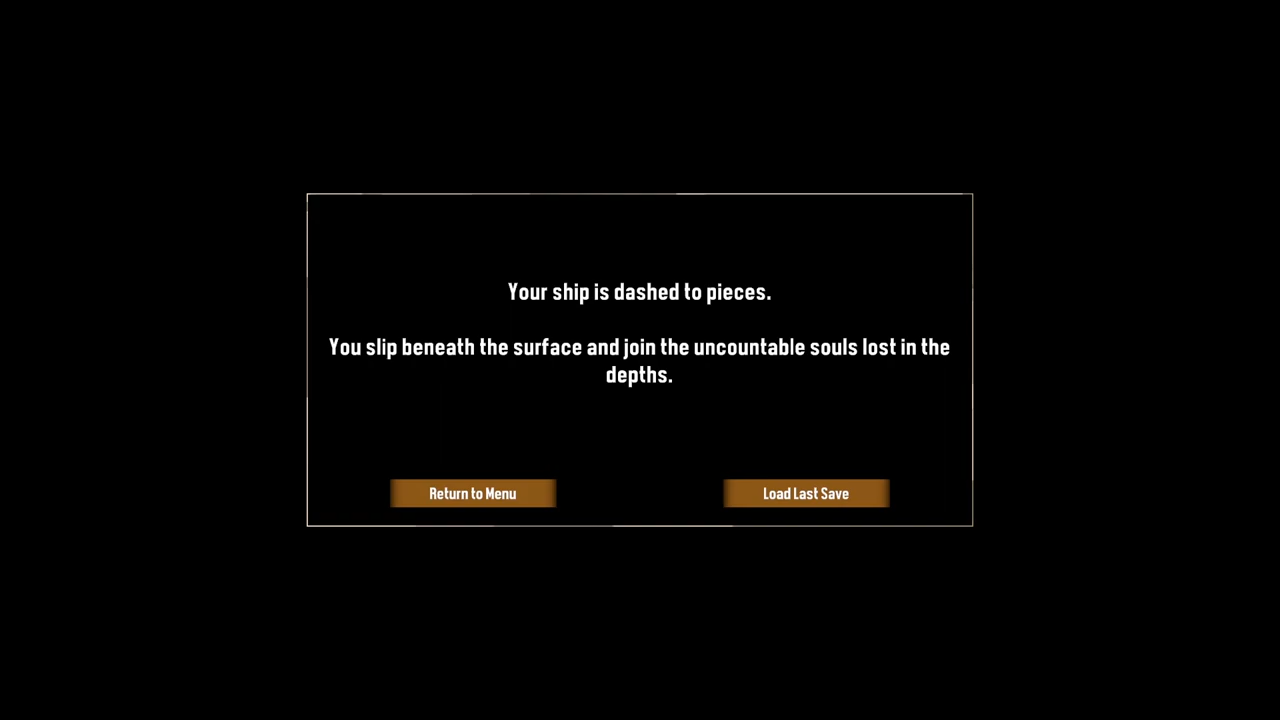 Your ship is dashed to pieces.
You slip beneath the surface and join the uncountable souls lost in the
depths.
Return to Menu
Load Last Save